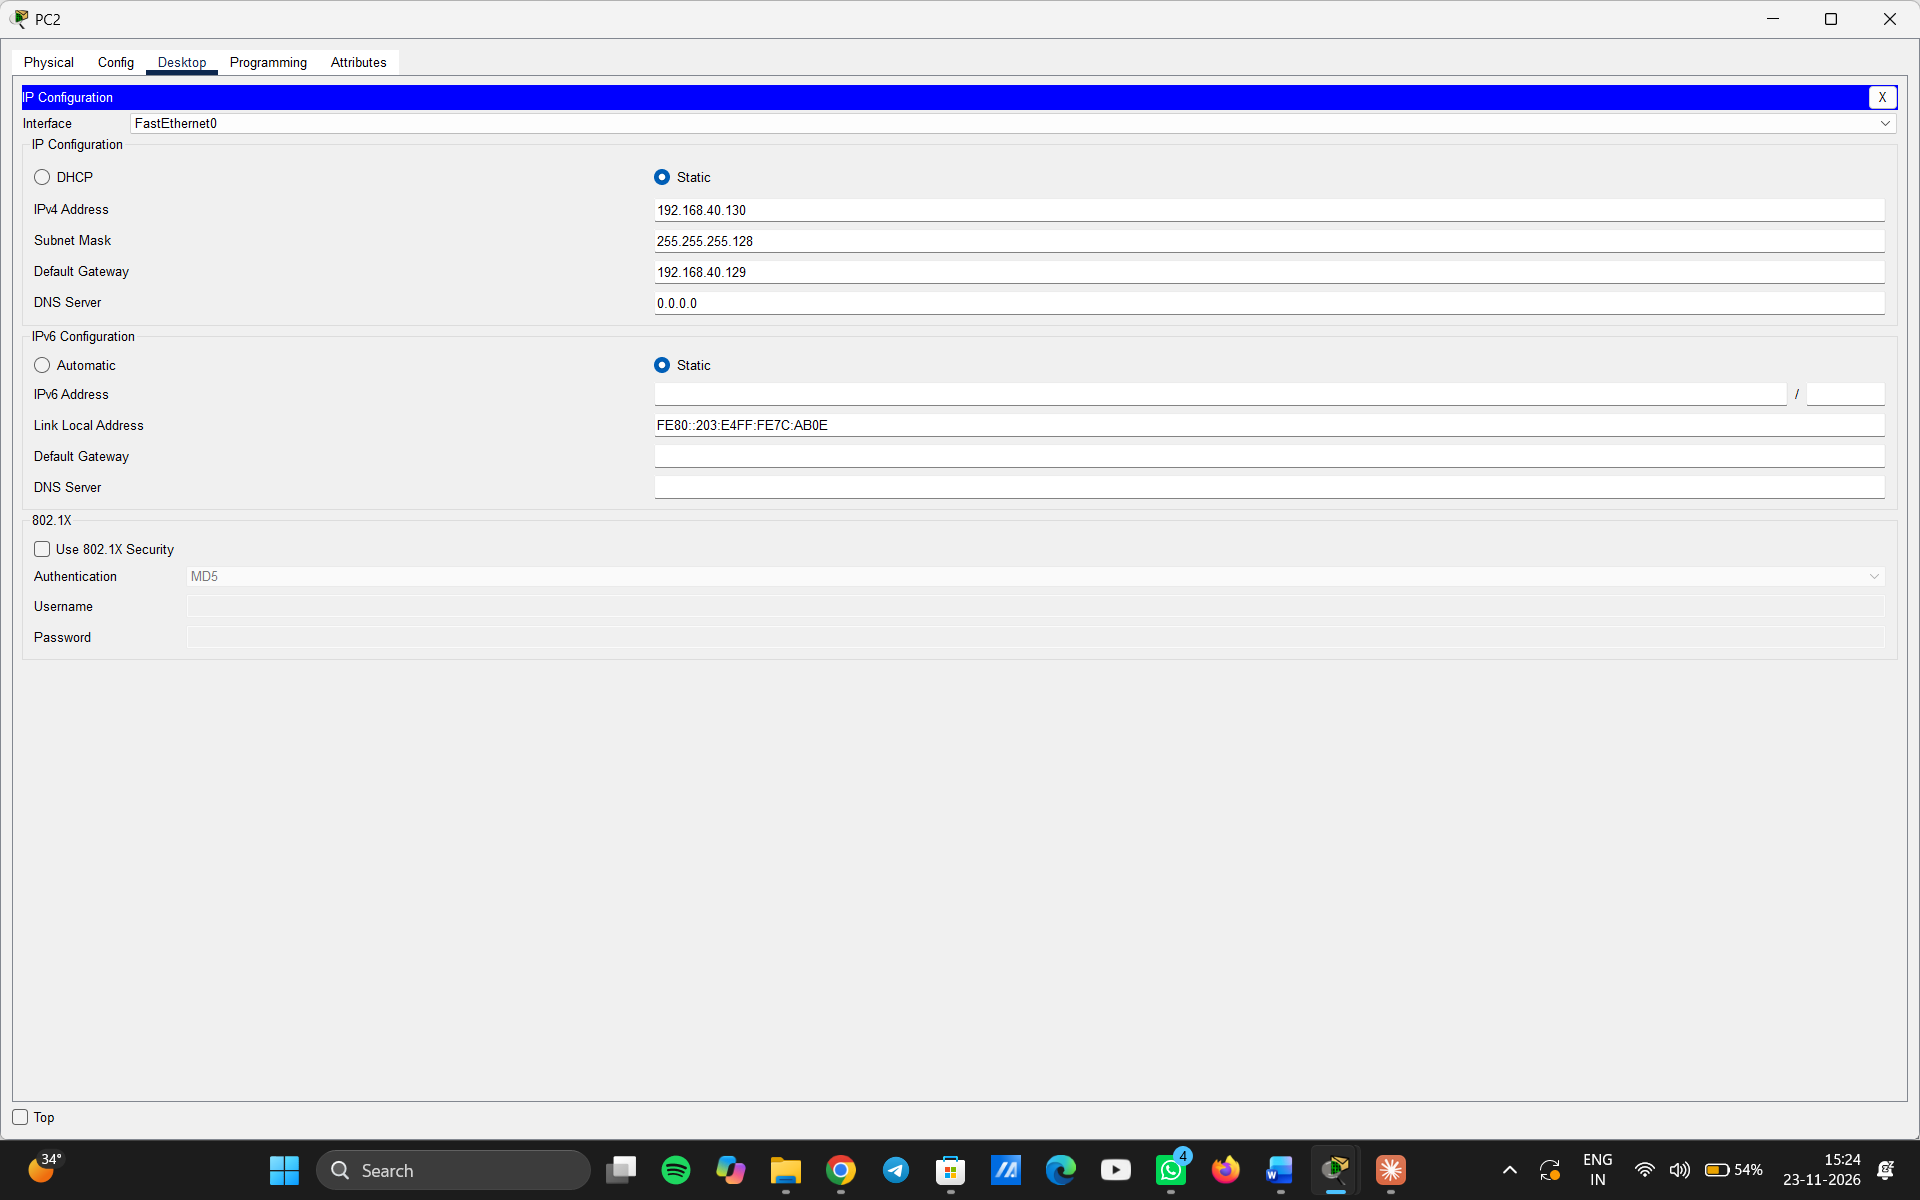 PC2
Physical Config Desktop Programming Attributes
IP Configuration X
Interface FastEthernet0
IP Configuration
DHCP Static
IPv4 Address 192.168.40.130
Subnet Mask 255.255.255.128
Default Gateway 192.168.40.129
DNS Server 0.0.0.0
IPv6 Configuration
Automatic Static
IPv6 Address /
Link Local Address FE80::203:E4FF:FE7C:AB0E
Default Gateway
DNS Server
802.1X
Use 802.1X Security
Authentication MD5
Username
Password
Top
34° Search 4 ENG 54% 15:24
IN 23-11-2026